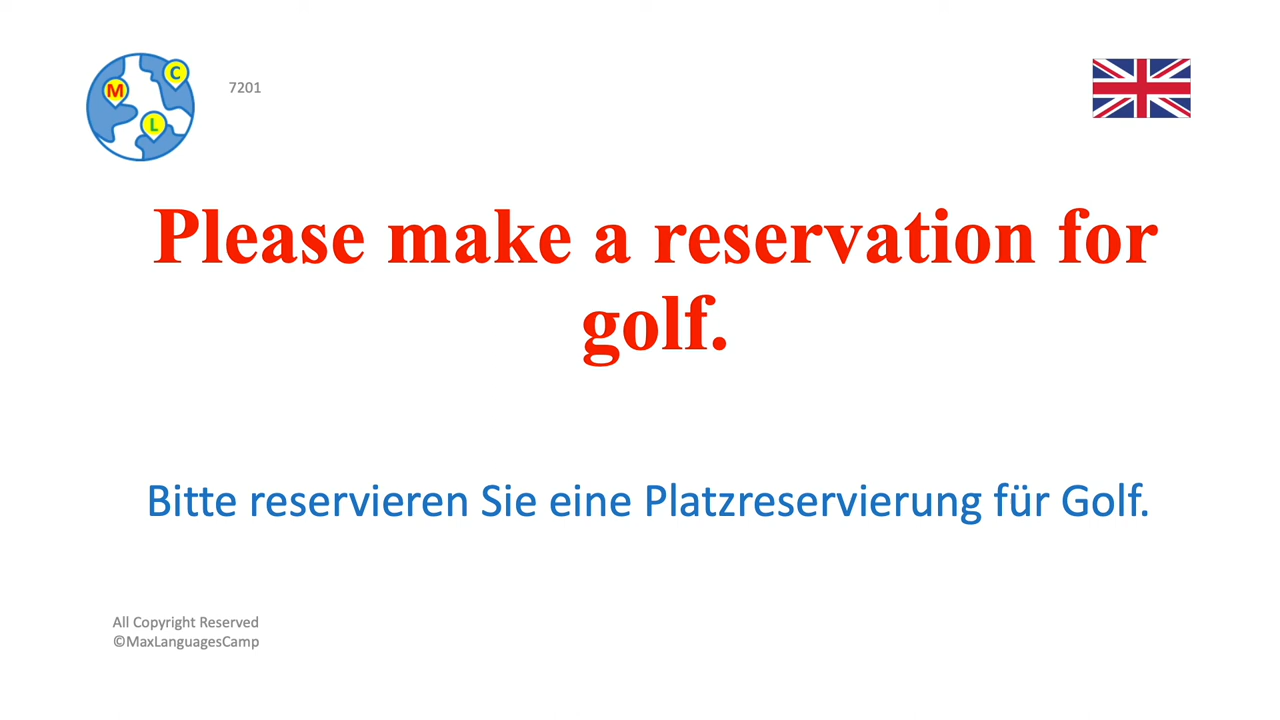 7201
M
C
L
Please make a reservation for
golf.
Bitte reservieren Sie eine Platzreservierung für Golf.
All Copyright Reserved
©MaxLanguagesCamp